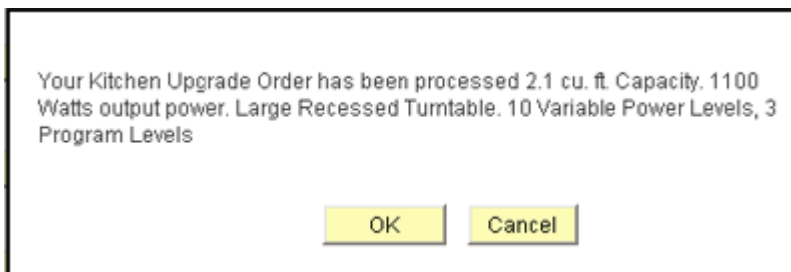 Your Kitchen Upgrade Order has been processed 2.1 cu. ft. Capacity. 1100
Watts output power. Large Recessed Turntable. 10 Variable Power Levels, 3
Program Levels
OK
Cancel